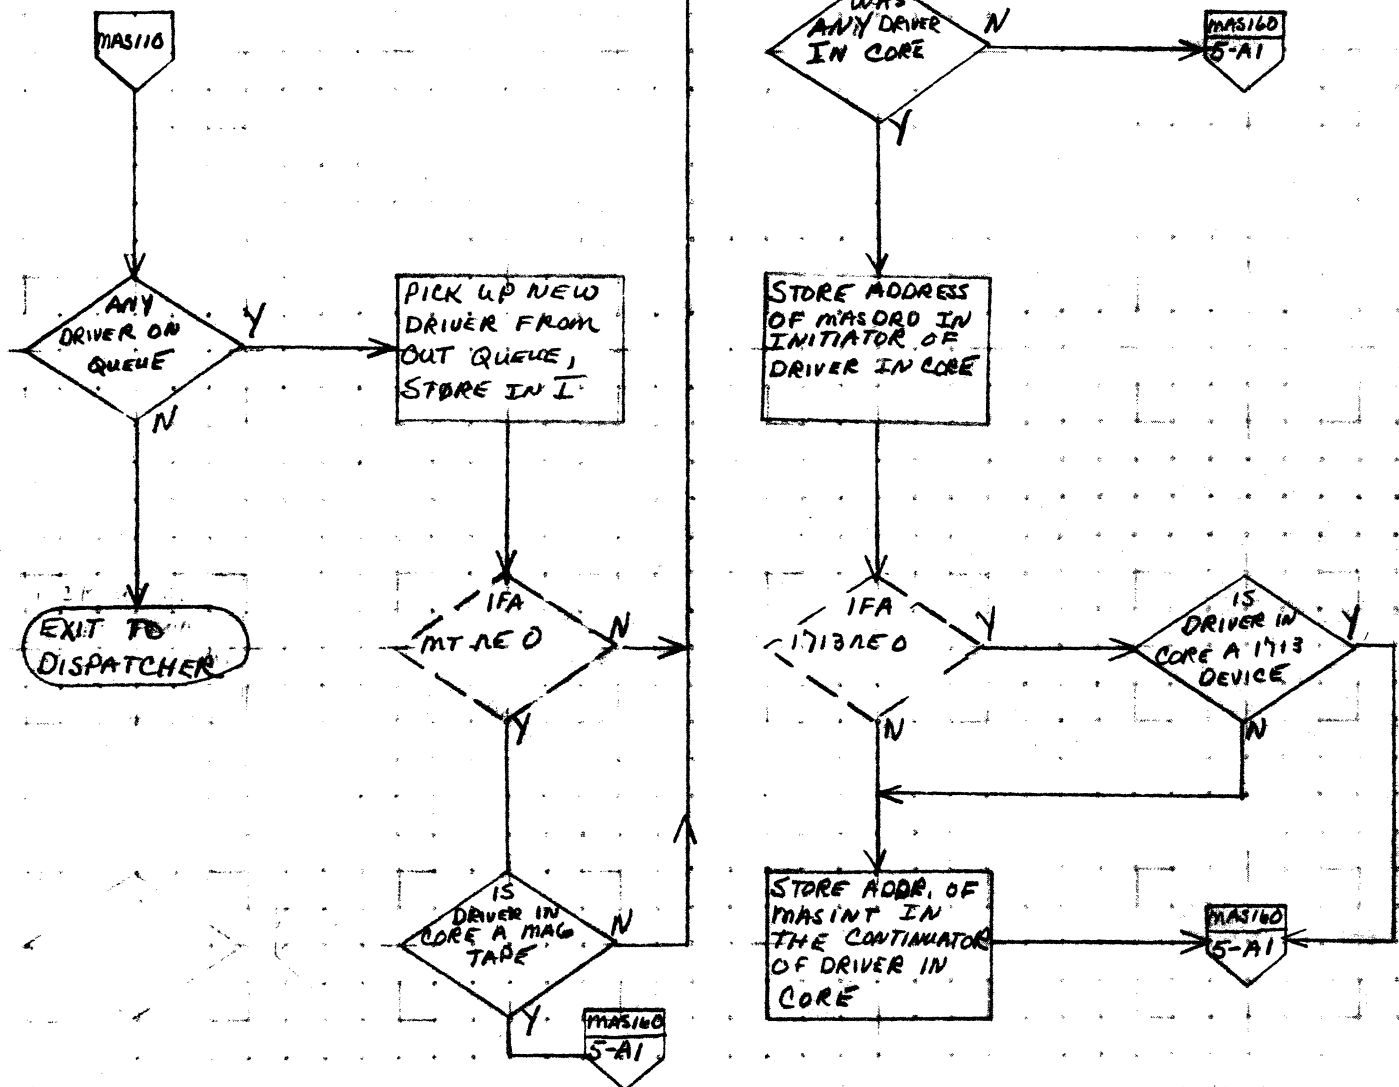 MAS110
ANY
DRIVER ON
QUEUE
Y
N
EXIT TO
DISPATCHER
PICK UP NEW
DRIVER FROM
OUT QUEUE,
STORE IN I
IFA
MT NE 0
N
Y
IS
DRIVER IN
CORE A MAG
TAPE
N
Y
MAS160
5-A1
WAS
ANY DRIVER
IN CORE
N
MAS160
5-A1
Y
STORE ADDRESS
OF MASDRO IN
INITIATOR OF
DRIVER IN CORE
IFA
1713 NE 0
Y
N
IS
DRIVER IN
CORE A 1713
DEVICE
Y
N
STORE ADDR. OF
MASINT IN
THE CONTINUATOR
OF DRIVER IN
CORE
MAS160
5-A1